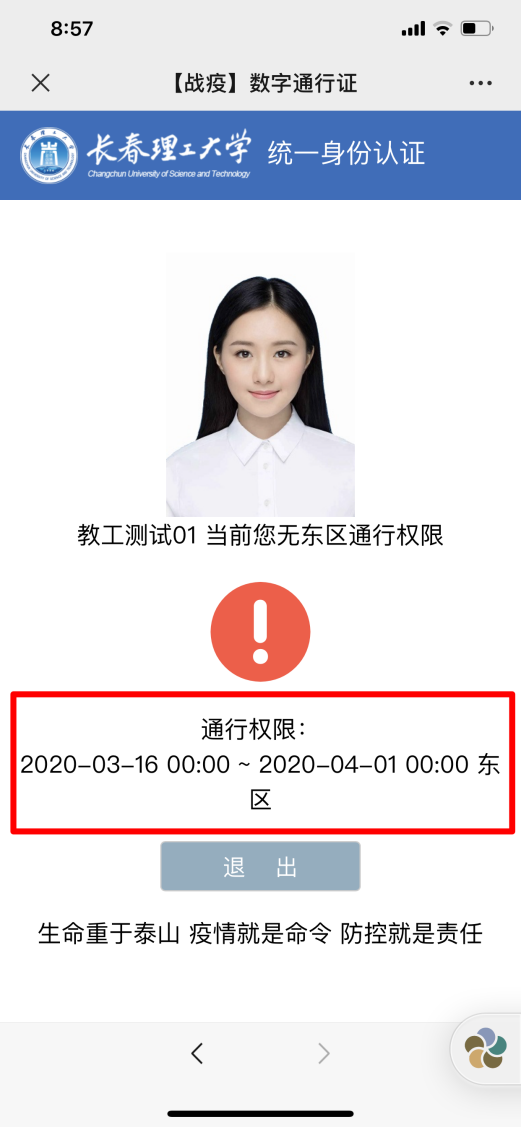 8:57
【战疫】数字通行证
长春理工大学 统一身份认证
Changchun University of Science and Technology
教工测试01 当前您无东区通行权限
通行权限：
2020-03-16 00:00 ~ 2020-04-01 00:00 东
区
退 出
生命重于泰山 疫情就是命令 防控就是责任